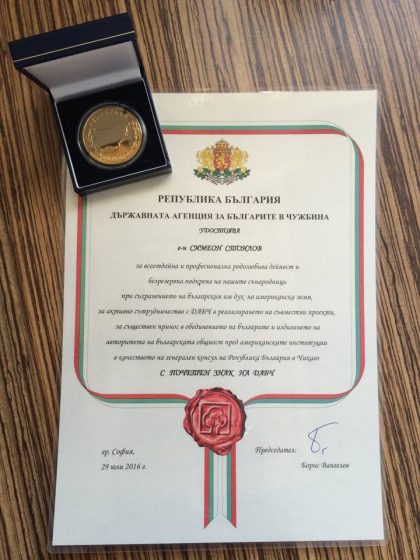 РЕПУБЛИКА БЪЛГАРИЯ
ДЪРЖАВНАТА АГЕНЦИЯ ЗА БЪЛГАРИТЕ В ЧУЖБИНА
УДОСТОЯВА
г-н СИМЕОН СТОИЛОВ
за всеотдайна и професионална родолюбива дейност и
безрезервна подкрепа на нашите сънародници
при съхранението на българския им дух на американска земя,
за активно сътрудничество с ДАБЧ в реализирането на съвместни проекти,
за съществен принос в обединението на българите и издигането на
авторитета на българската общност пред американските институции
в качеството на генерален консул на Република България в Чикаго
С ПОЧЕТЕН ЗНАК НА ДАБЧ
гр. София,
29 юли 2016 г.
Председател:
Борис Вангелов